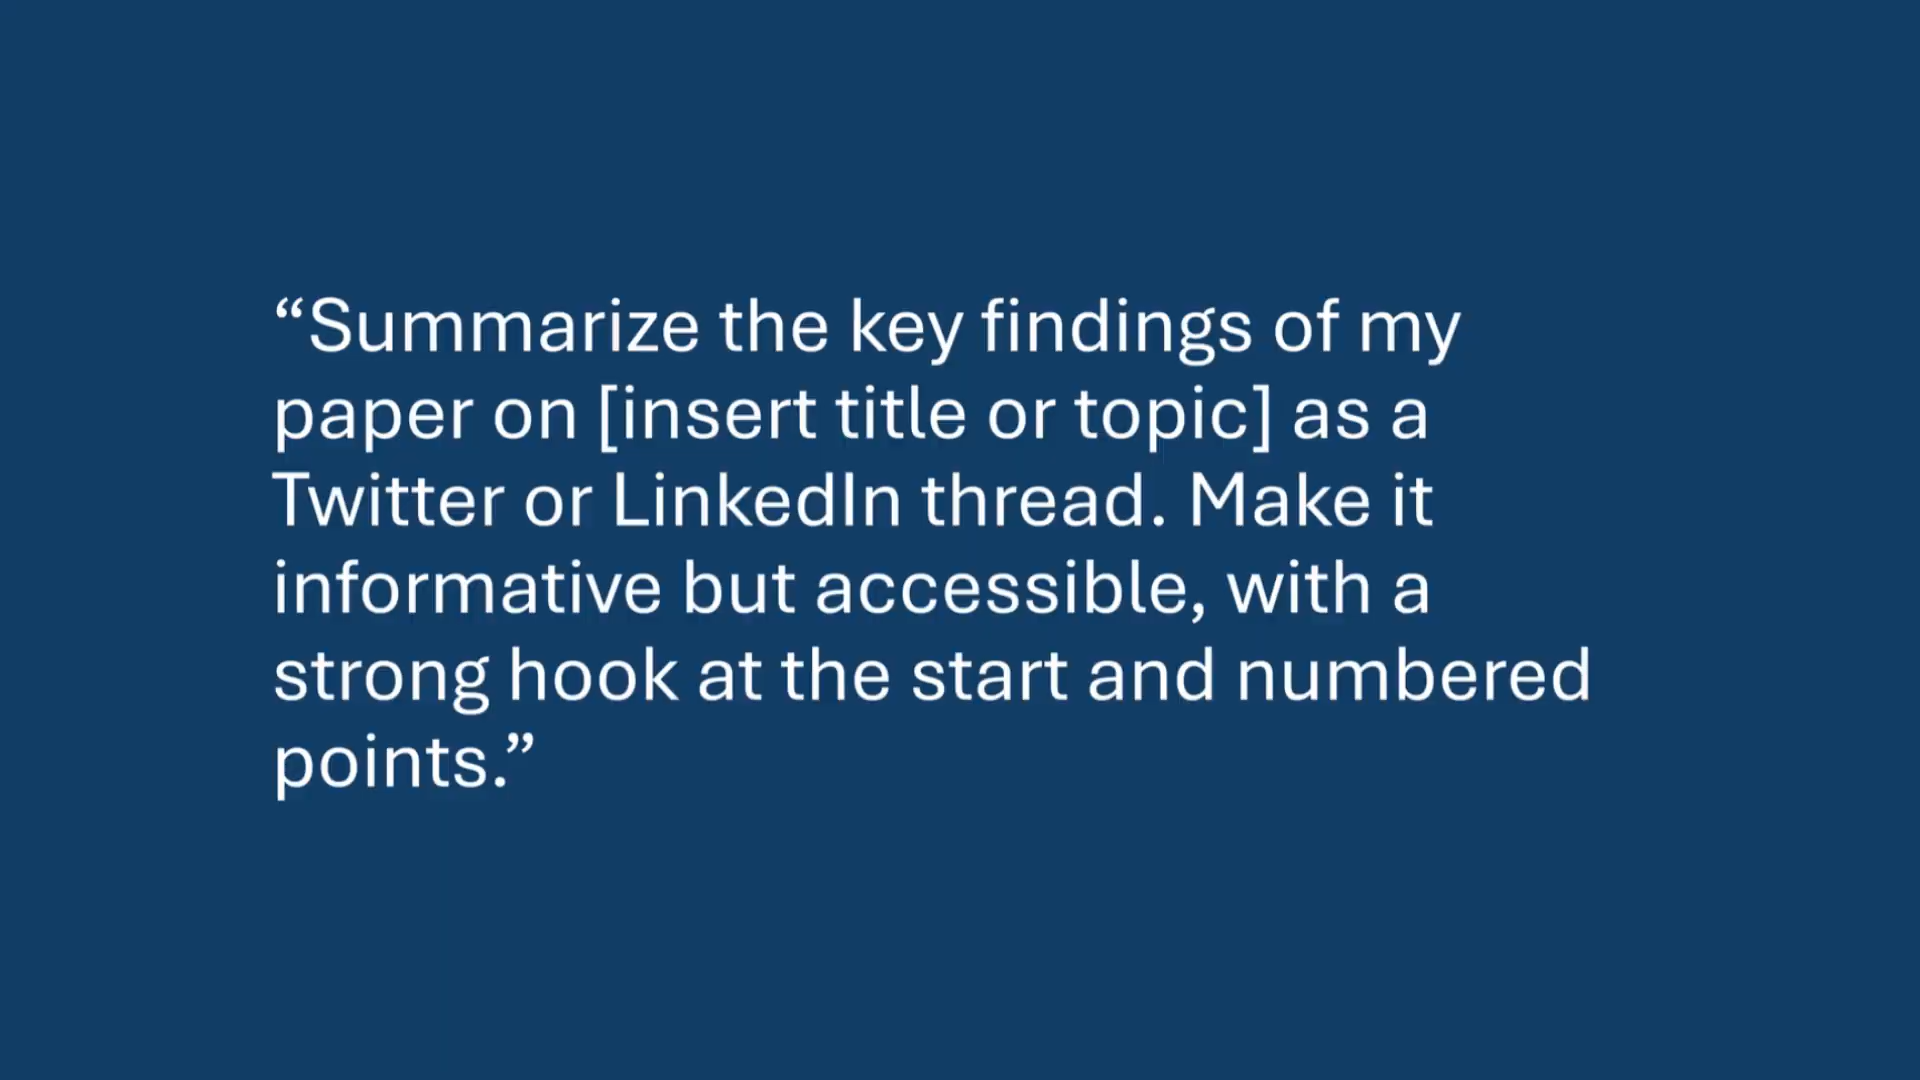 “Summarize the key findings of my
paper on [insert title or topic] as a
Twitter or LinkedIn thread. Make it
informative but accessible, with a
strong hook at the start and numbered
points.”